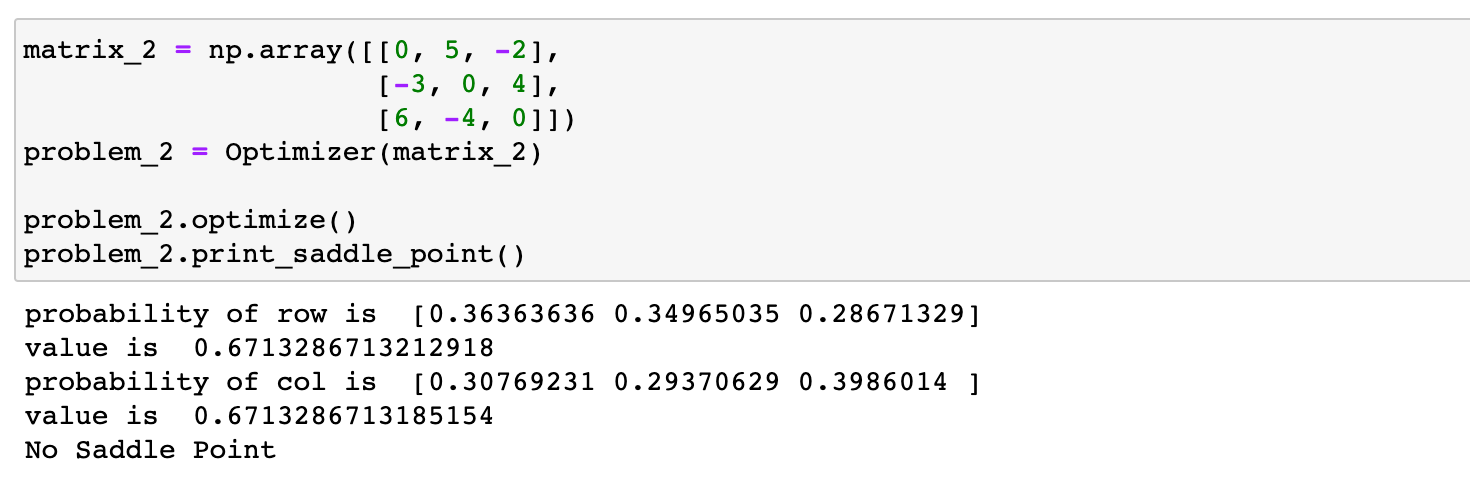 matrix_2 = np.array([[0, 5, -2],
[-3, 0, 4],
[6, -4, 0]])
problem_2 = Optimizer(matrix_2)
problem_2.optimize()
problem_2.print_saddle_point()
probability of row is  [0.36363636 0.34965035 0.28671329]
value is  0.6713286713212918
probability of col is  [0.30769231 0.29370629 0.3986014 ]
value is  0.6713286713185154
No Saddle Point